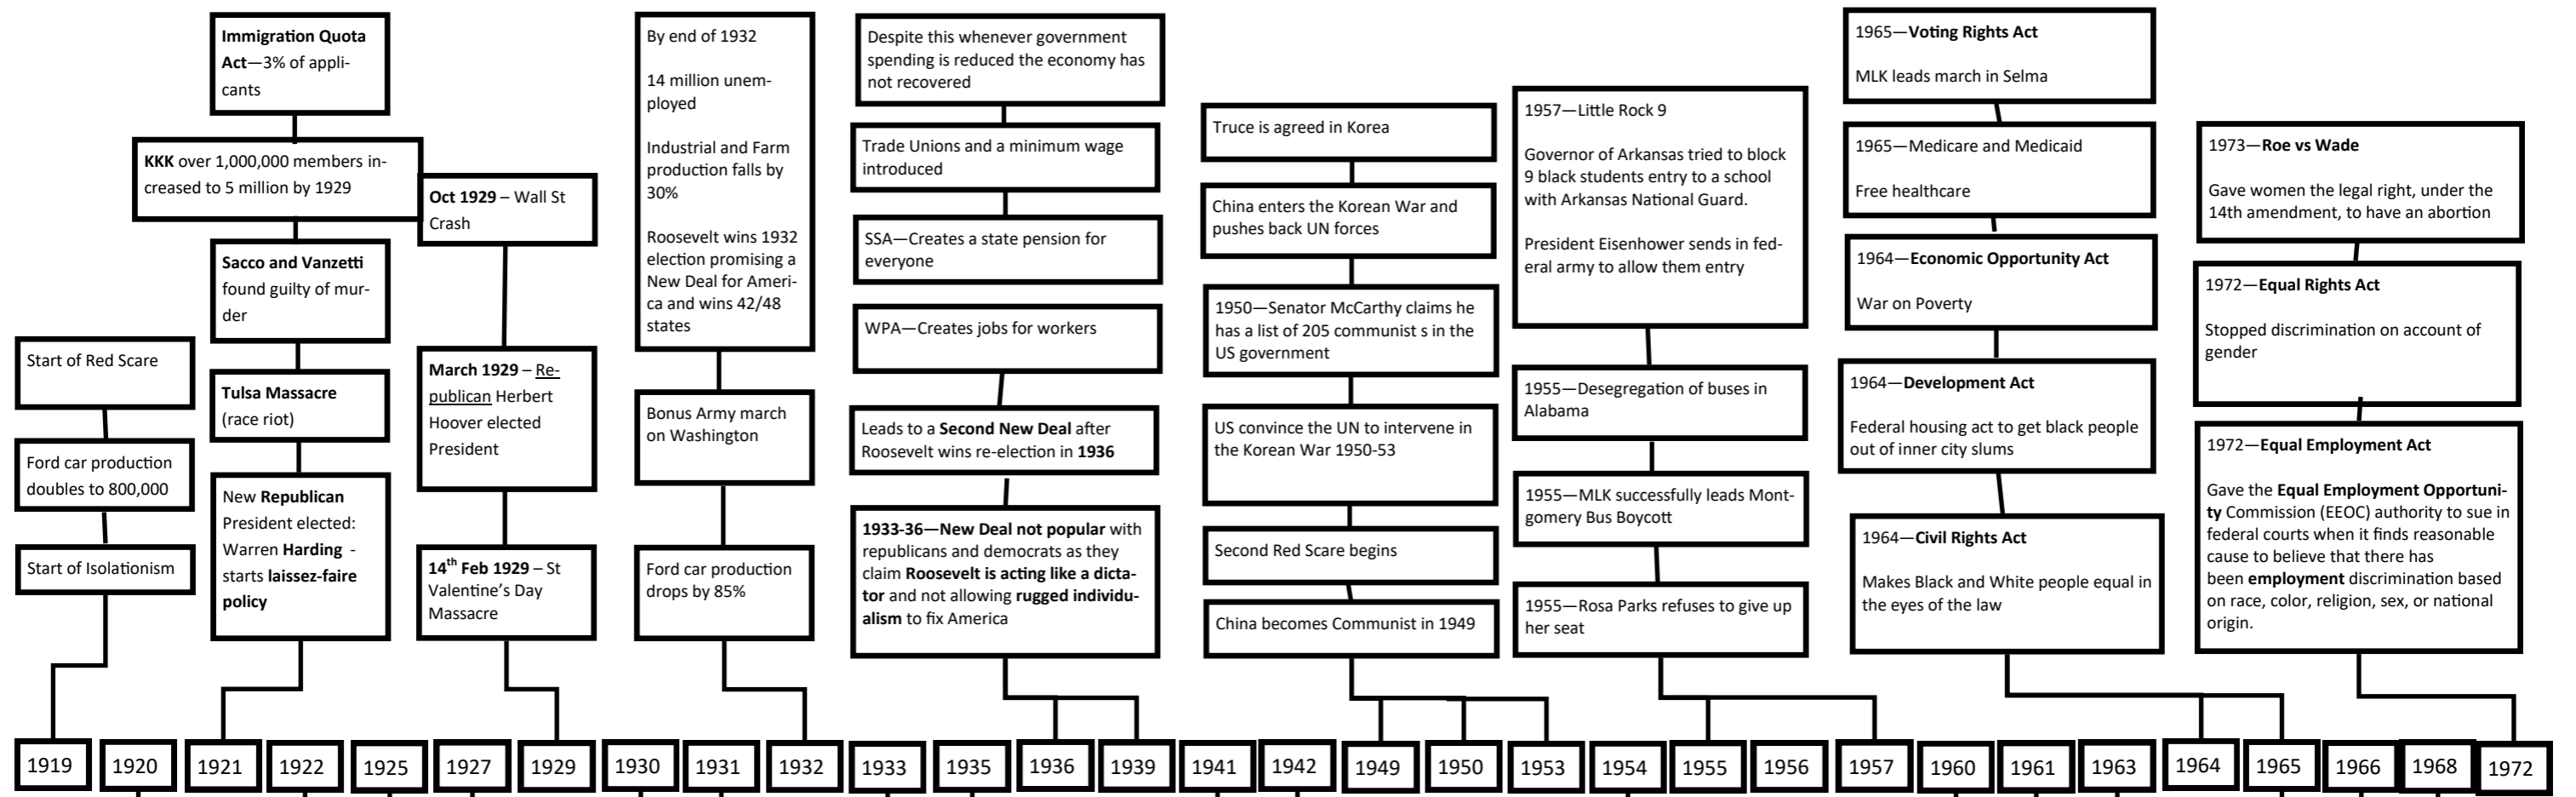 Immigration Quota
Act—3% of appli-
cants
KKK over 1,000,000 members in-
creased to 5 million by 1929
Sacco and Vanzetti
found guilty of mur-
der
Start of Red Scare
Tulsa Massacre
(race riot)
Ford car production
doubles to 800,000
New Republican
President elected:
Warren Harding -
starts laissez-faire
policy
Start of Isolationism
Oct 1929 – Wall St
Crash
March 1929 – Re-
publican Herbert
Hoover elected
President
14th Feb 1929 – St
Valentine's Day
Massacre
By end of 1932
14 million unem-
ployed
Industrial and Farm
production falls by
30%
Roosevelt wins 1932
election promising a
New Deal for Ameri-
ca and wins 42/48
states
Bonus Army march
on Washington
Ford car production
drops by 85%
Despite this whenever government
spending is reduced the economy has
not recovered
Trade Unions and a minimum wage
introduced
SSA—Creates a state pension for
everyone
WPA—Creates jobs for workers
Leads to a Second New Deal after
Roosevelt wins re-election in 1936
1933-36—New Deal not popular with
republicans and democrats as they
claim Roosevelt is acting like a dicta-
tor and not allowing rugged individu-
alism to fix America
Truce is agreed in Korea
China enters the Korean War and
pushes back UN forces
1950—Senator McCarthy claims he
has a list of 205 communist s in the
US government
US convince the UN to intervene in
the Korean War 1950-53
Second Red Scare begins
China becomes Communist in 1949
1957—Little Rock 9
Governor of Arkansas tried to block
9 black students entry to a school
with Arkansas National Guard.
President Eisenhower sends in fed-
eral army to allow them entry
1955—Desegregation of buses in
Alabama
1955—MLK successfully leads Mont-
gomery Bus Boycott
1955—Rosa Parks refuses to give up
her seat
1965—Voting Rights Act
MLK leads march in Selma
1965—Medicare and Medicaid
Free healthcare
1964—Economic Opportunity Act
War on Poverty
1964—Development Act
Federal housing act to get black people
out of inner city slums
1964—Civil Rights Act
Makes Black and White people equal in
the eyes of the law
1973—Roe vs Wade
Gave women the legal right, under the
14th amendment, to have an abortion
1972—Equal Rights Act
Stopped discrimination on account of
gender
1972—Equal Employment Act
Gave the Equal Employment Opportuni-
ty Commission (EEOC) authority to sue in
federal courts when it finds reasonable
cause to believe that there has
been employment discrimination based
on race, color, religion, sex, or national
origin.
1919 1920 1921 1922 1925 1927 1929 1930 1931 1932 1933 1935 1936 1939 1941 1942 1949 1950 1953 1954 1955 1956 1957 1960 1961 1963 1964 1965 1966 1968 1972